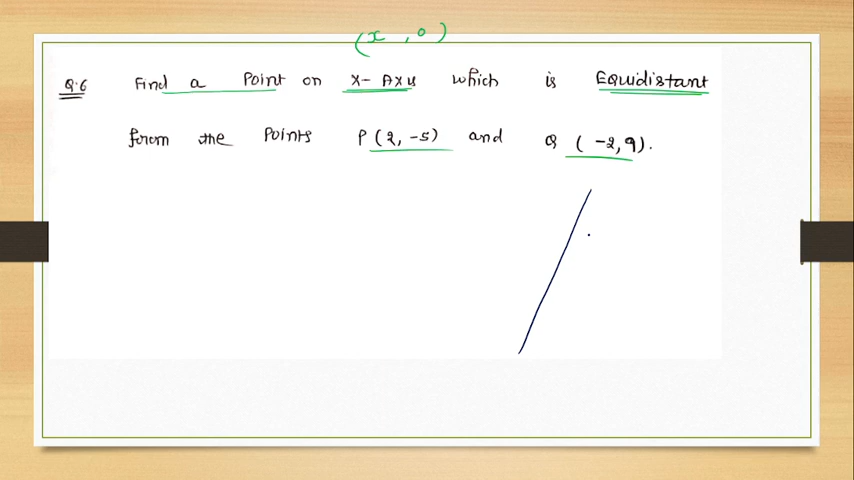 (x, 0)
Q.6 Find a Point on X-Axis which is Equidistant
from the Points P(2, -5) and Q (-2, 9).